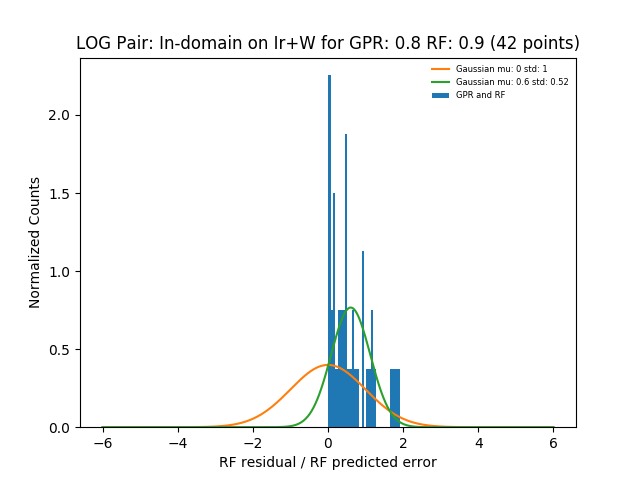 LOG Pair: In-domain on Ir+W for GPR: 0.8 RF: 0.9 (42 points)
Gaussian mu: 0 std: 1
Gaussian mu: 0.6 std: 0.52
GPR and RF
Normalized Counts
2.0
1.5
1.0
0.5
0.0
−6 −4 −2 0 2 4 6
RF residual / RF predicted error